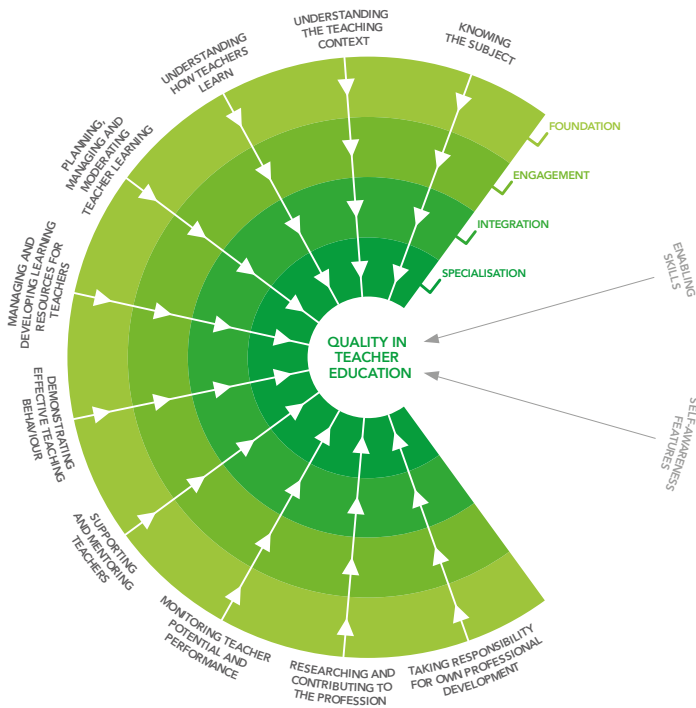 KNOWING
THE SUBJECT
UNDERSTANDING
THE TEACHING
CONTEXT
UNDERSTANDING
HOW TEACHERS
LEARN
PLANNING,
MANAGING AND
MODERATING
TEACHER LEARNING
MANAGING AND
DEVELOPING LEARNING
RESOURCES FOR
TEACHERS
DEMONSTRATING
EFFECTIVE TEACHING
BEHAVIOUR
SUPPORTING
AND MENTORING
TEACHERS
MONITORING TEACHER
POTENTIAL AND
PERFORMANCE
RESEARCHING AND
CONTRIBUTING TO
THE PROFESSION
TAKING RESPONSIBILITY
FOR OWN PROFESSIONAL
DEVELOPMENT
FOUNDATION
ENGAGEMENT
INTEGRATION
SPECIALISATION
QUALITY IN
TEACHER
EDUCATION
ENABLING
SKILLS
SELF-AWARENESS
FEATURES